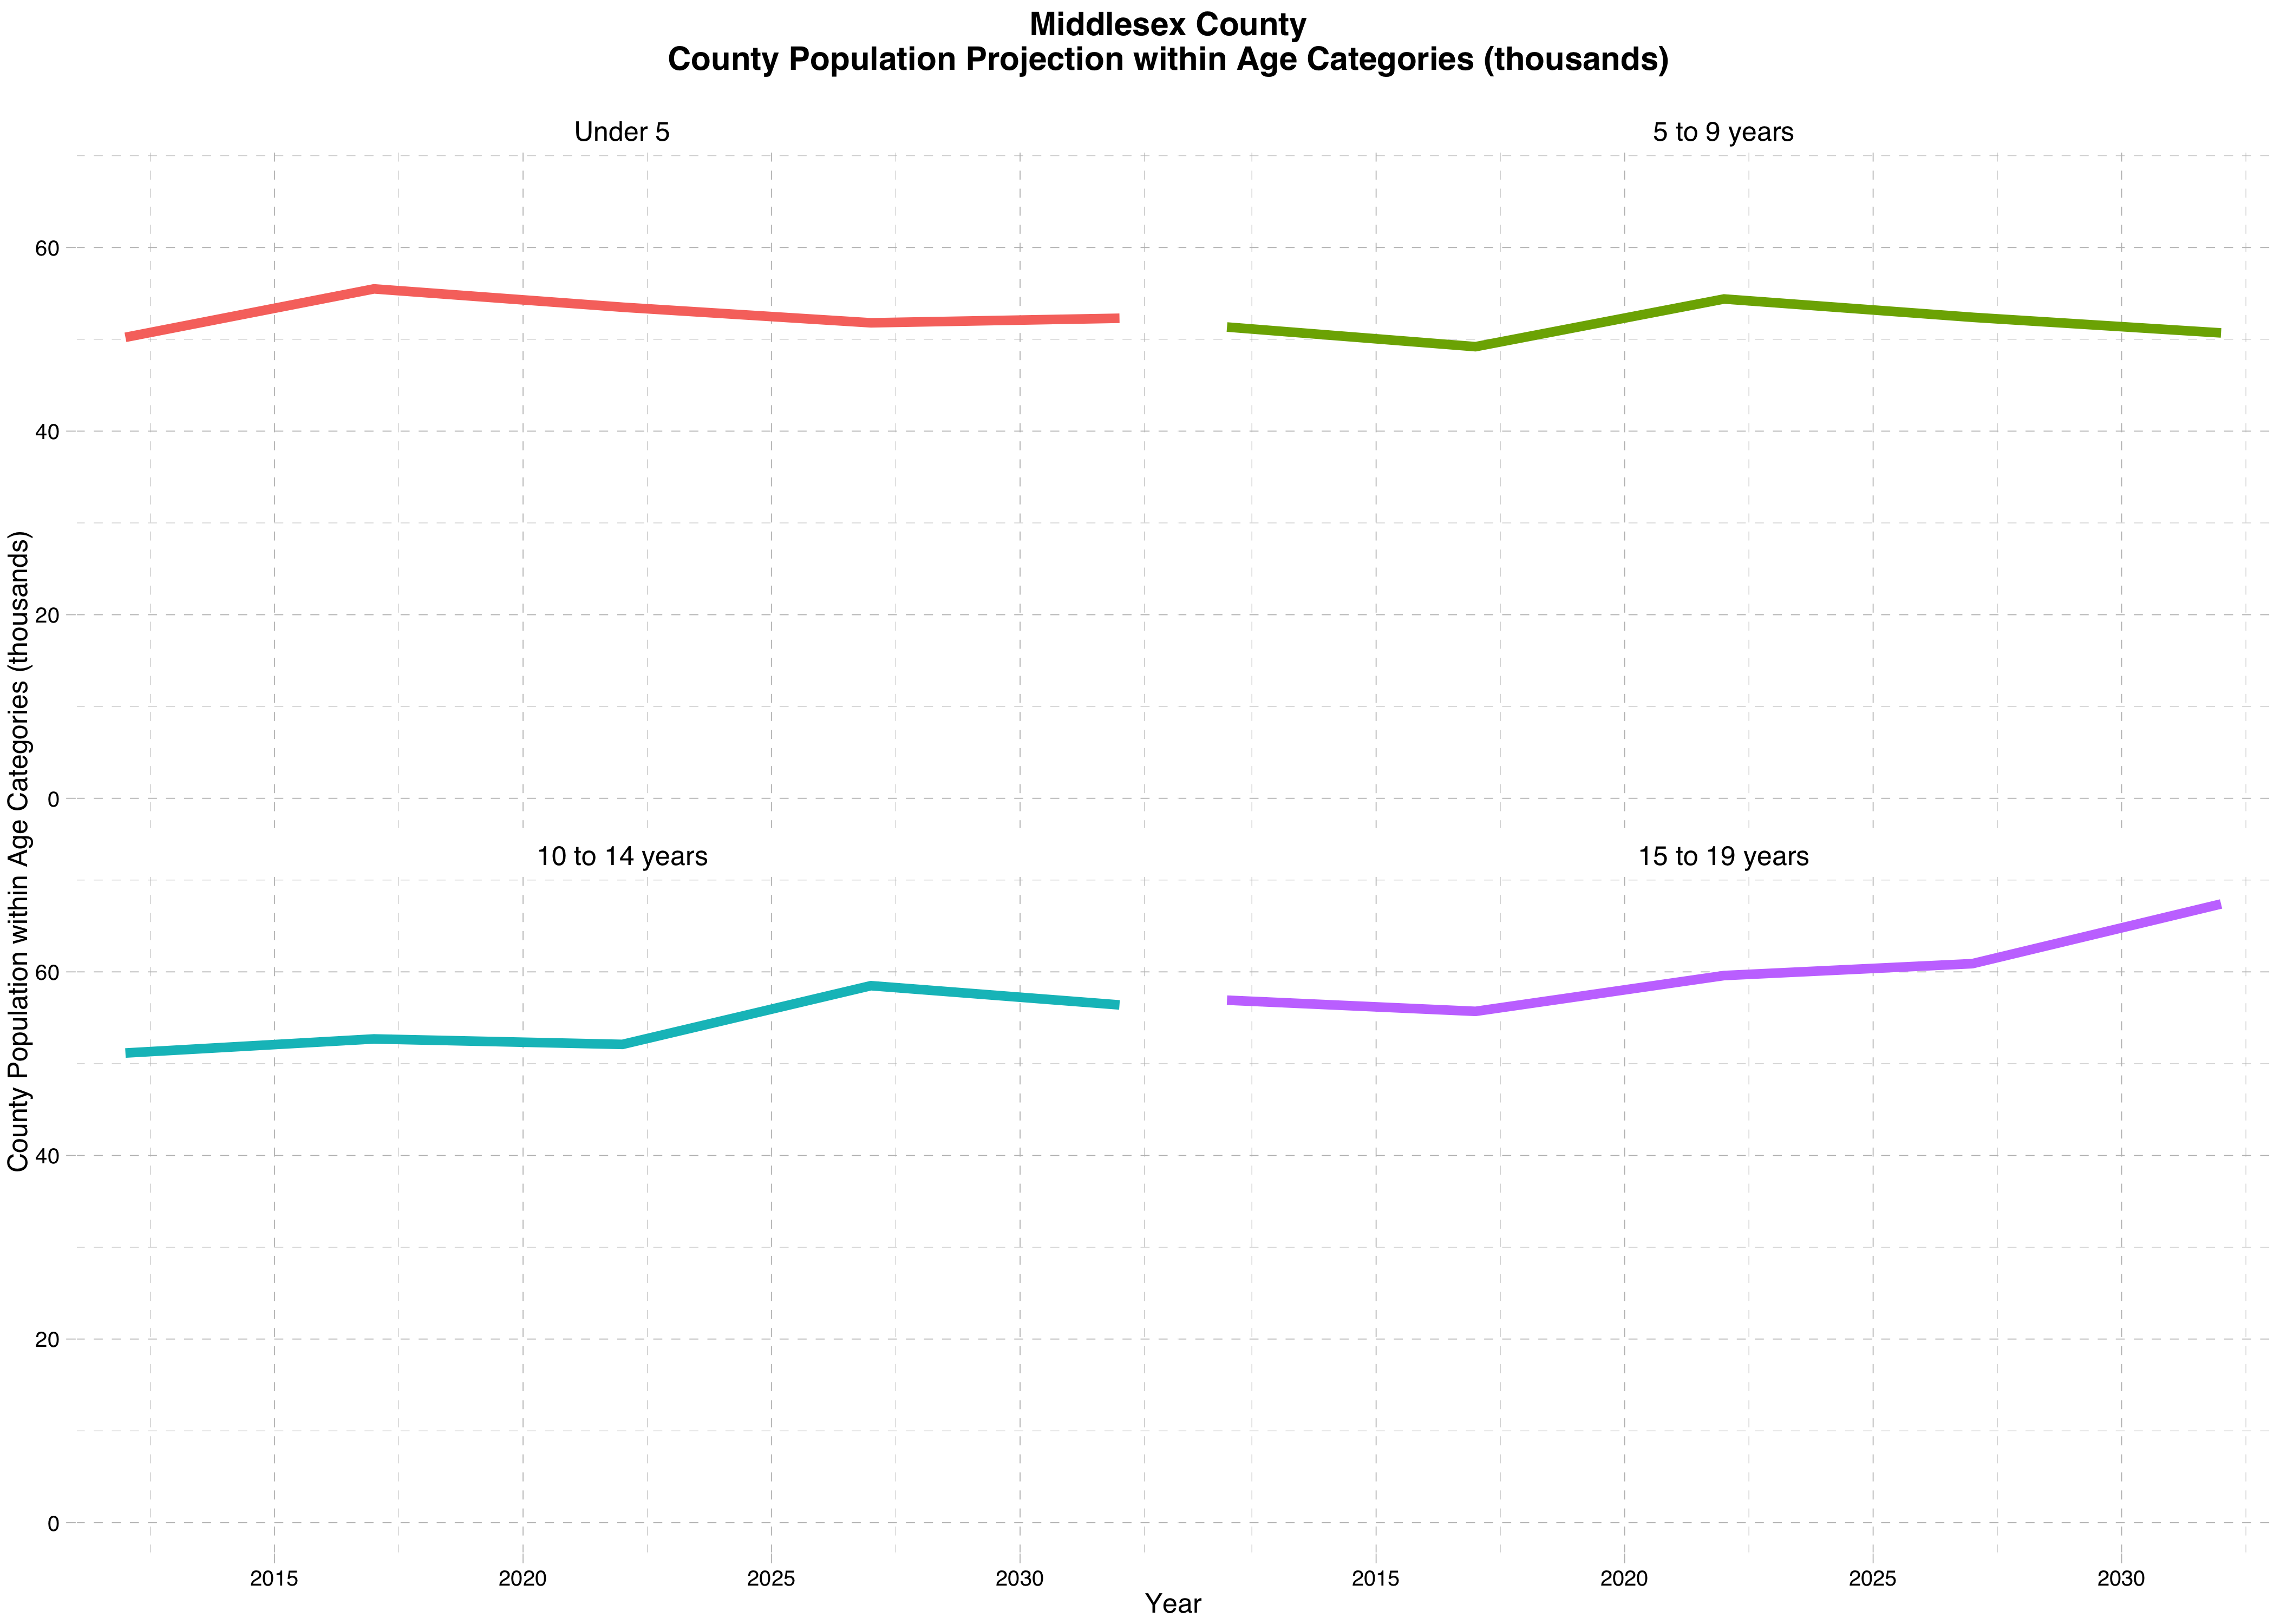 Middlesex County
County Population Projection within Age Categories (thousands)
Under 5
5 to 9 years
60
40
20
0
County Population within Age Categories (thousands)
10 to 14 years
15 to 19 years
60
40
20
0
2015 2020 2025 2030 2015 2020 2025 2030
Year